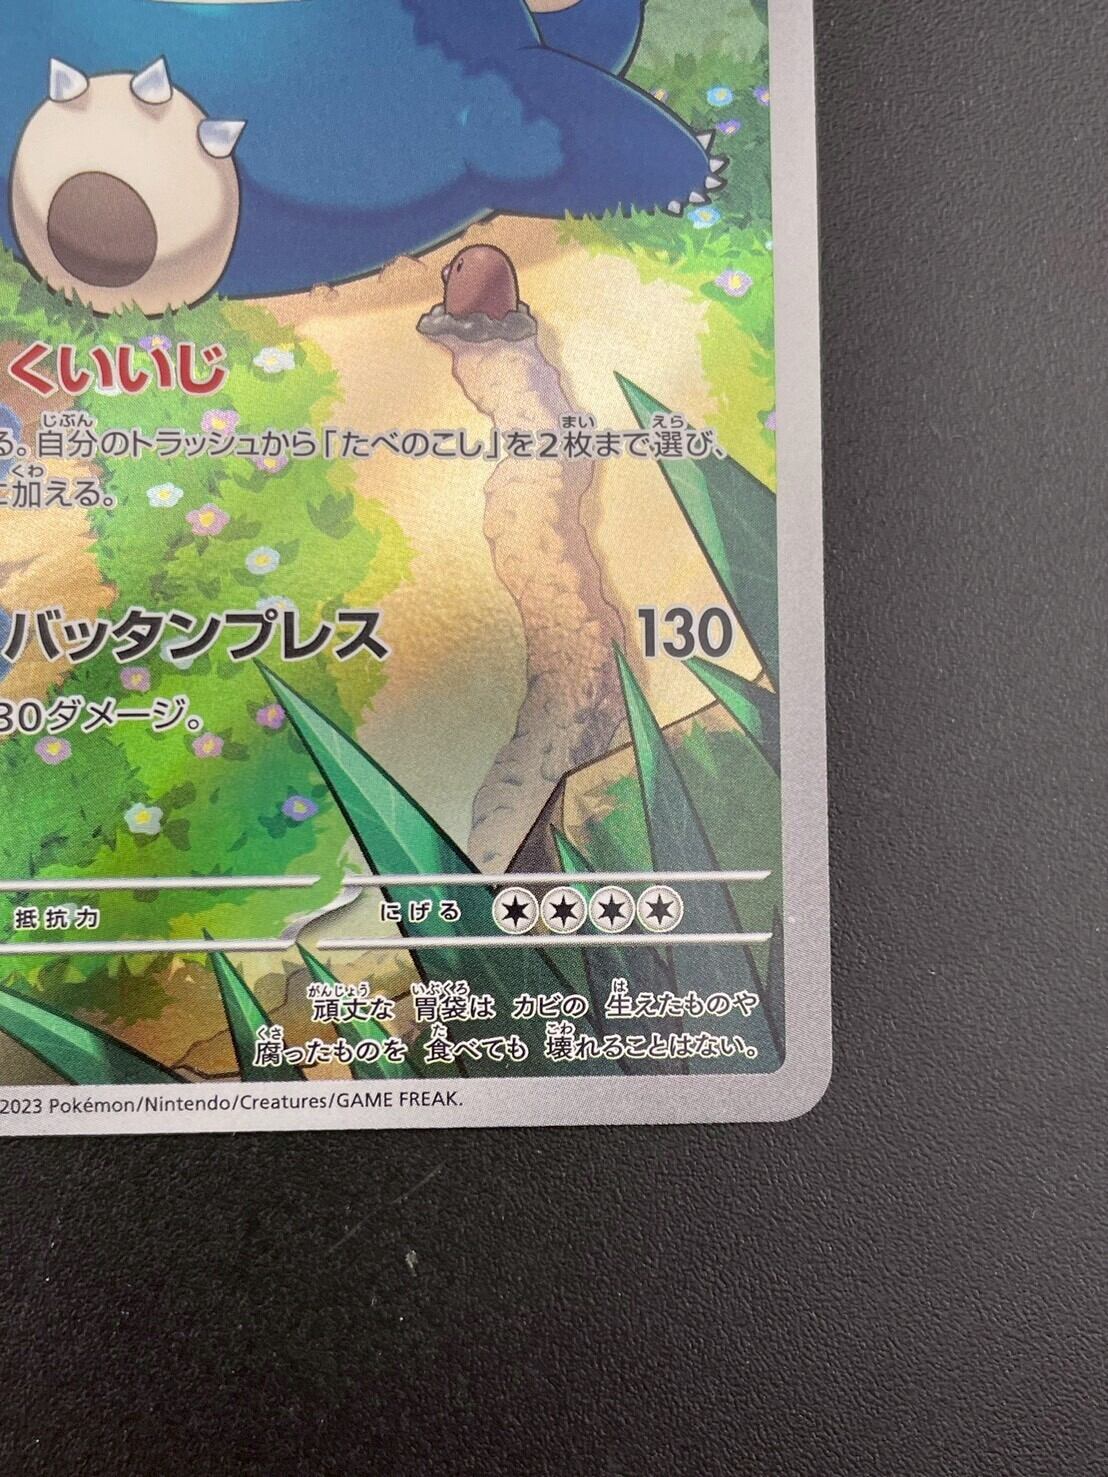 くいいじ
る。自分のトラッシュから「たべのこし」を2枚まで選び、
に加える。
バッタンプレス 130
30ダメージ。
抵抗力 にげる
頑丈な 胃袋は カビの 生えたものや
腐ったものを 食べても 壊れることはない。
2023 Pokémon/Nintendo/Creatures/GAME FREAK.